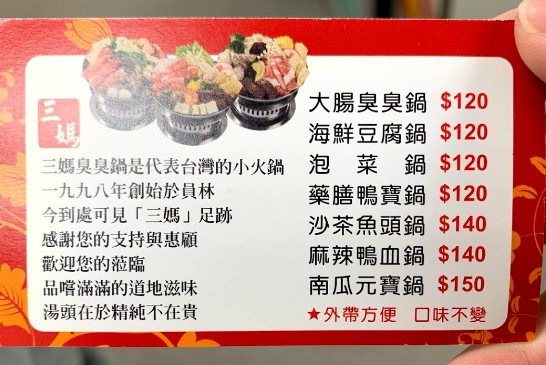 三媽
三媽臭臭鍋是代表台灣的小火鍋
一九九八年創始於員林
今到處可見「三媽」足跡
感謝您的支持與惠顧
歡迎您的蒞臨
品嚐滿滿的道地滋味
湯頭在於精純不在貴
大腸臭臭鍋 $120
海鮮豆腐鍋 $120
泡菜鍋 $120
藥膳鴨寶鍋 $120
沙茶魚頭鍋 $140
麻辣鴨血鍋 $140
南瓜元寶鍋 $150
★外帶方便 口味不變